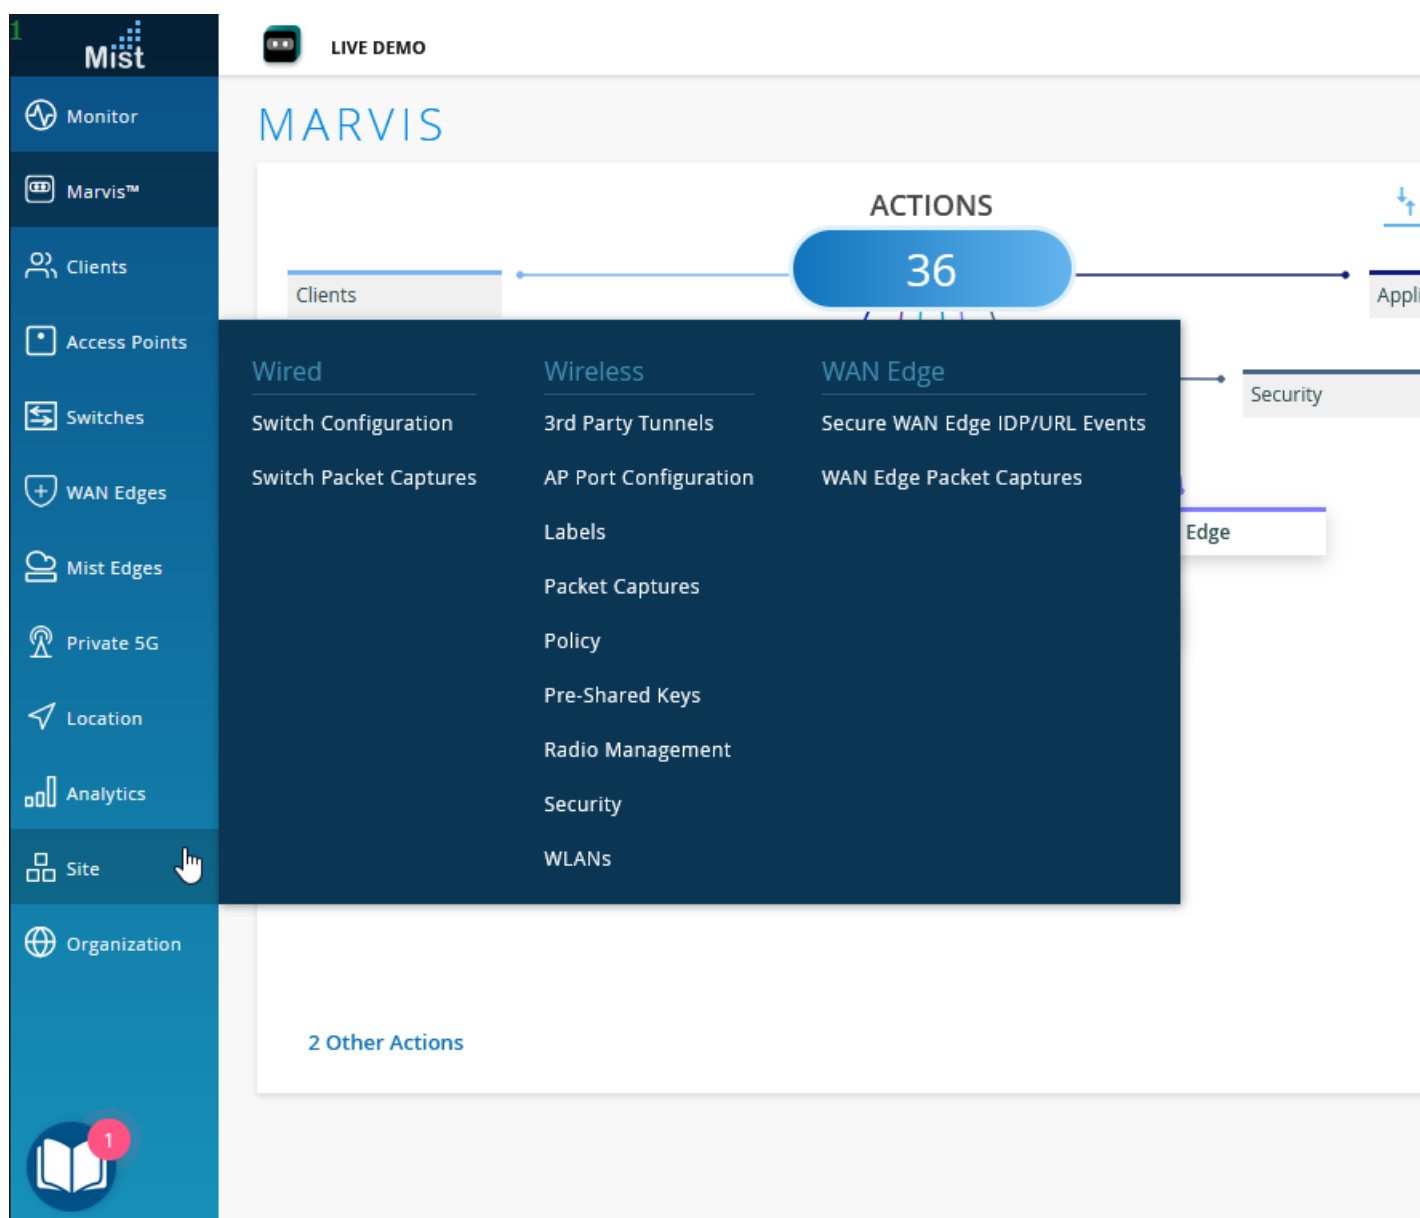 1
Mist
LIVE DEMO
Monitor
Marvis™
Clients
Access Points
Switches
WAN Edges
Mist Edges
Private 5G
Location
Analytics
Site
Organization
1
MARVIS
ACTIONS
36
Clients
Appli
Security
Edge
Wired
Switch Configuration
Switch Packet Captures
Wireless
3rd Party Tunnels
AP Port Configuration
Labels
Packet Captures
Policy
Pre-Shared Keys
Radio Management
Security
WLANs
WAN Edge
Secure WAN Edge IDP/URL Events
WAN Edge Packet Captures
2 Other Actions